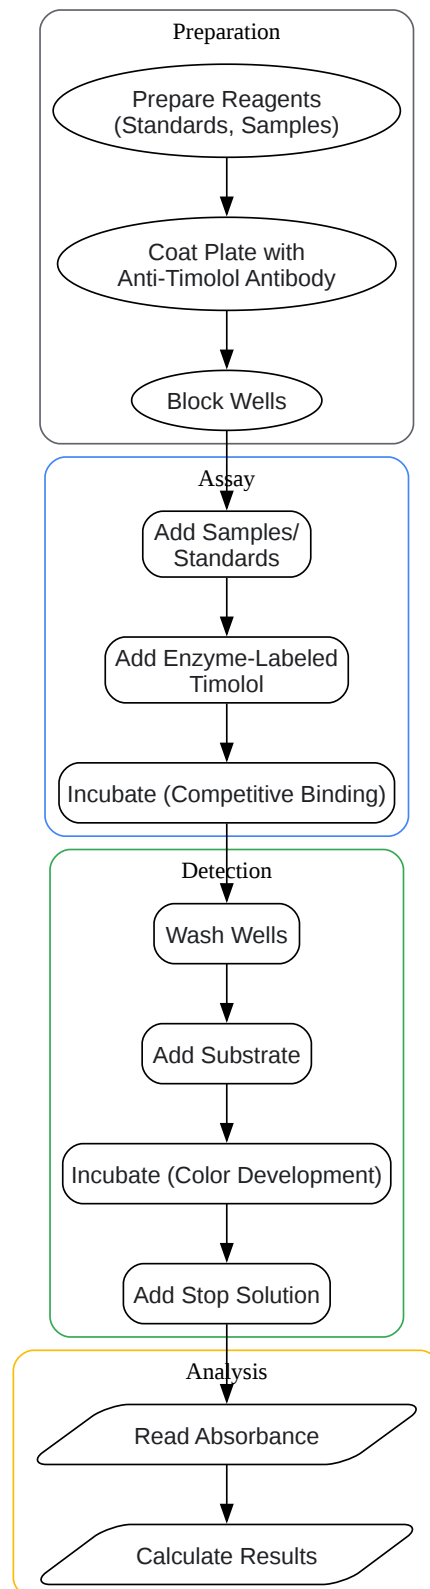 Preparation
Prepare Reagents
(Standards, Samples)
Coat Plate with
Anti-Timolol Antibody
Block Wells
Assay
Add Samples/
Standards
Add Enzyme-Labeled
Timolol
Incubate (Competitive Binding)
Detection
Wash Wells
Add Substrate
Incubate (Color Development)
Add Stop Solution
Analysis
Read Absorbance
Calculate Results